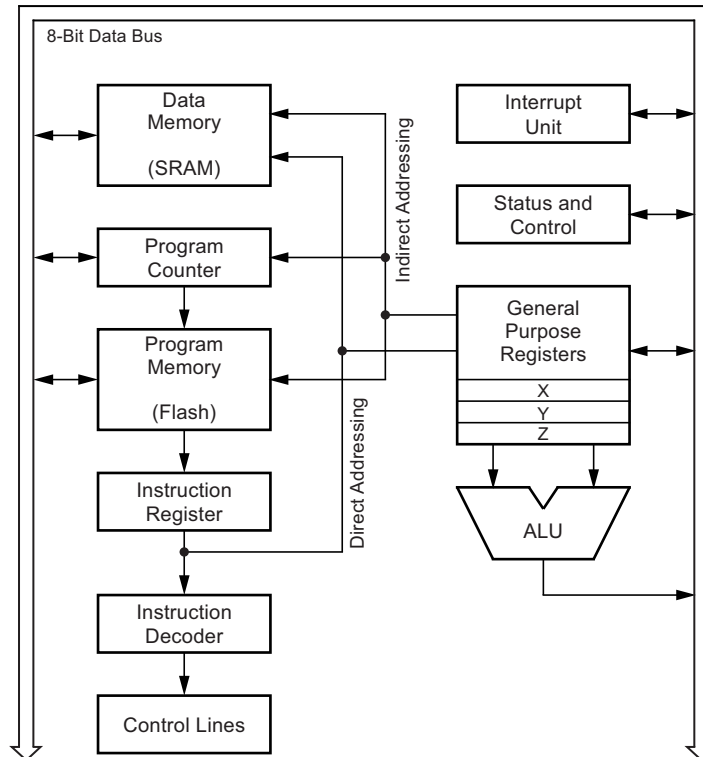 8-Bit Data Bus
Data
Memory
(SRAM)
Interrupt
Unit
Indirect Addressing
Status and
Control
Program
Counter
General
Purpose
Registers
X
Y
Z
Program
Memory
(Flash)
Direct Addressing
Instruction
Register
ALU
Instruction
Decoder
Control Lines